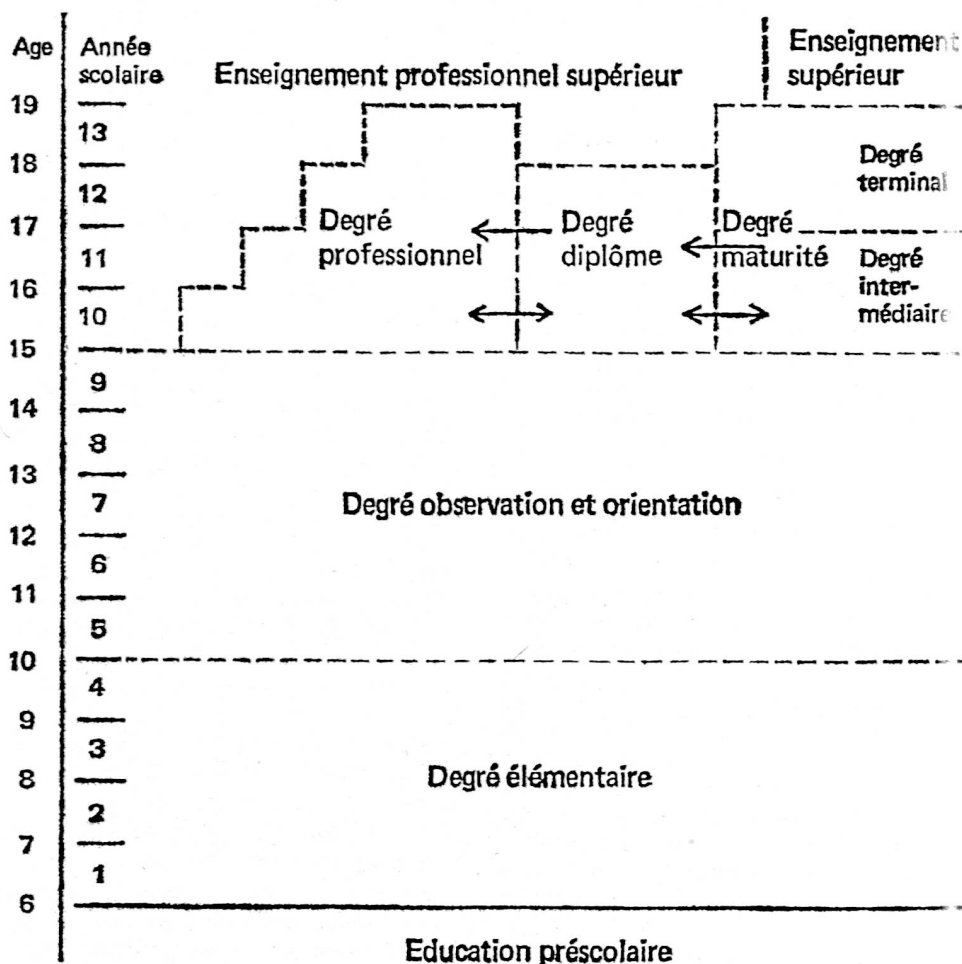 Age
Année
scolaire
Enseignement professionnel supérieur
Enseignement
supérieur
19
13
18
12
17
11
16
10
15
9
14
8
13
7
12
6
11
5
10
4
9
3
8
2
7
1
6
Degré
professionnel
Degré
diplôme
Degré
maturité
Degré
terminal
Degré
inter-
médiaire
Degré observation et orientation
Degré élémentaire
Education préscolaire